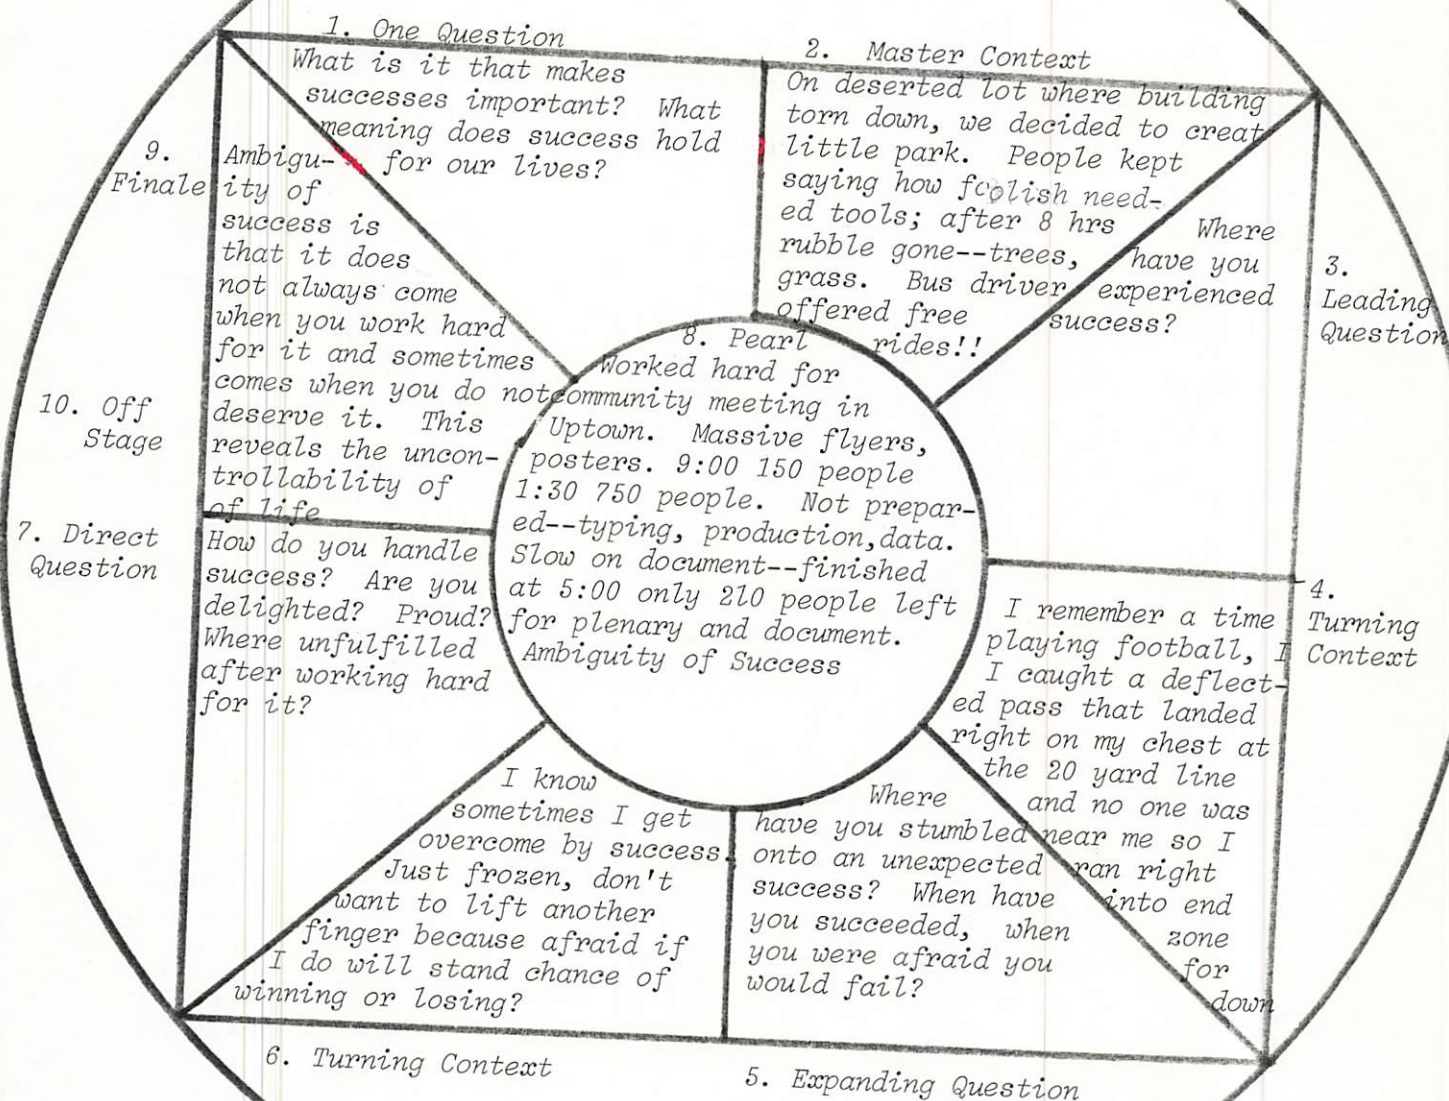 1. One Question
What is it that makes
successes important? What
meaning does success hold
for our lives?
2. Master Context
On deserted lot where building
torn down, we decided to creat
little park. People kept
saying how foolish need-
ed tools; after 8 hrs
rubble gone--trees,
grass. Bus driver
offered free
rides!!
3.
Leading
Question
Where
have you
experienced
success?
4.
Turning
Context
I remember a time
playing football, I
I caught a deflect-
ed pass that landed
right on my chest at
the 20 yard line
and no one was
near me so I
ran right
into end
zone
for
down
5. Expanding Question
Where
have you stumbled
onto an unexpected
success? When have
you succeeded, when
you were afraid you
would fail?
6. Turning Context
I know
sometimes I get
overcome by success.
Just frozen, don't
want to lift another
finger because afraid if
I do will stand chance of
winning or losing?
7. Direct
Question
How do you handle
success? Are you
delighted? Proud?
Where unfulfilled
after working hard
for it?
8. Pearl
Worked hard for
community meeting in
Uptown. Massive flyers,
posters. 9:00 150 people
1:30 750 people. Not prepar-
ed--typing, production,data.
Slow on document--finished
at 5:00 only 210 people left
for plenary and document.
Ambiguity of Success
9.
Finale
Ambigu-
ity of
success is
that it does
not always come
when you work hard
for it and sometimes
comes when you do not
deserve it. This
reveals the uncon-
trollability of
of life
10. Off
Stage